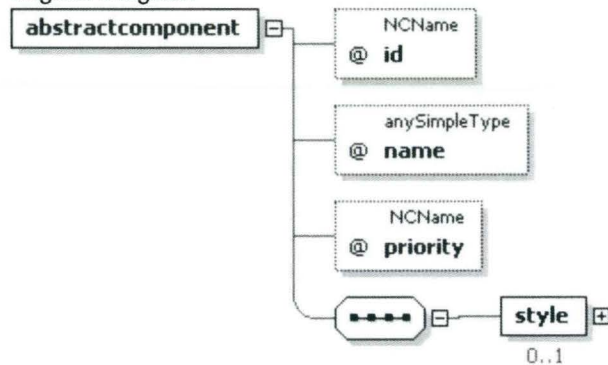 abstractcomponent
NCName
@ id
anySimpleType
@ name
NCName
@ priority
style
0..1